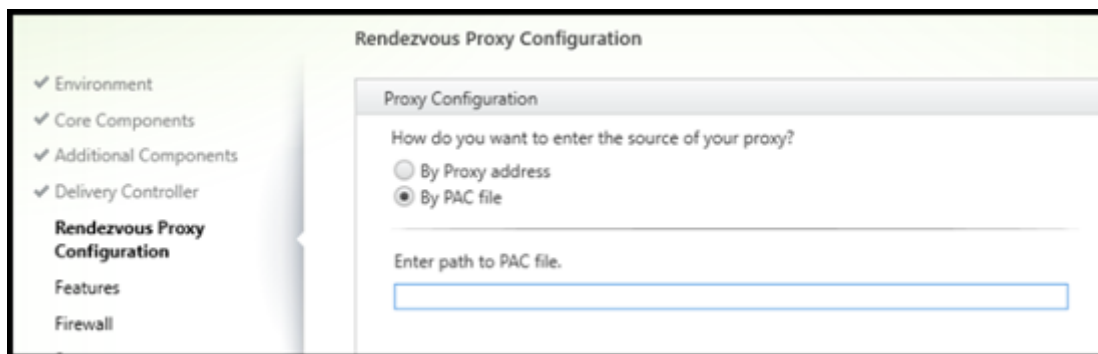 Rendezvous Proxy Configuration
Environment
Core Components
Additional Components
Delivery Controller
Rendezvous Proxy
Configuration
Features
Firewall
Proxy Configuration
How do you want to enter the source of your proxy?
By Proxy address
By PAC file
Enter path to PAC file.